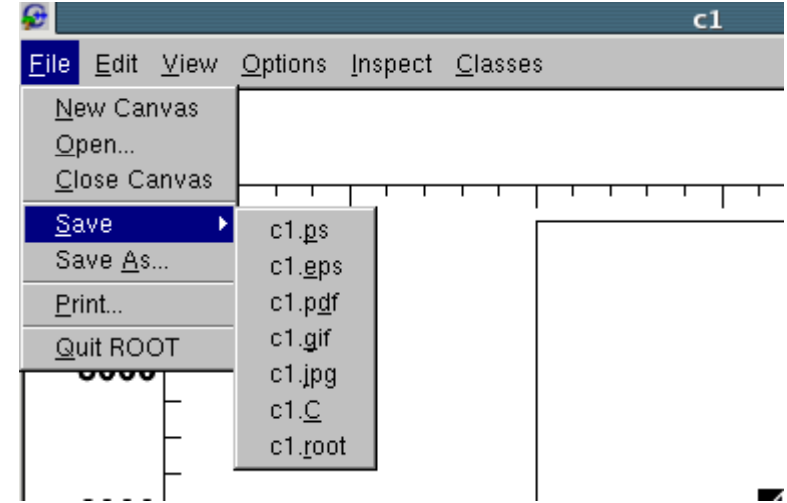 c1
File Edit View Options Inspect Classes
New Canvas
Open...
Close Canvas
Save
Save As...
Print...
Quit ROOT
c1.ps
c1.eps
c1.pdf
c1.gif
c1.jpg
c1.C
c1.root